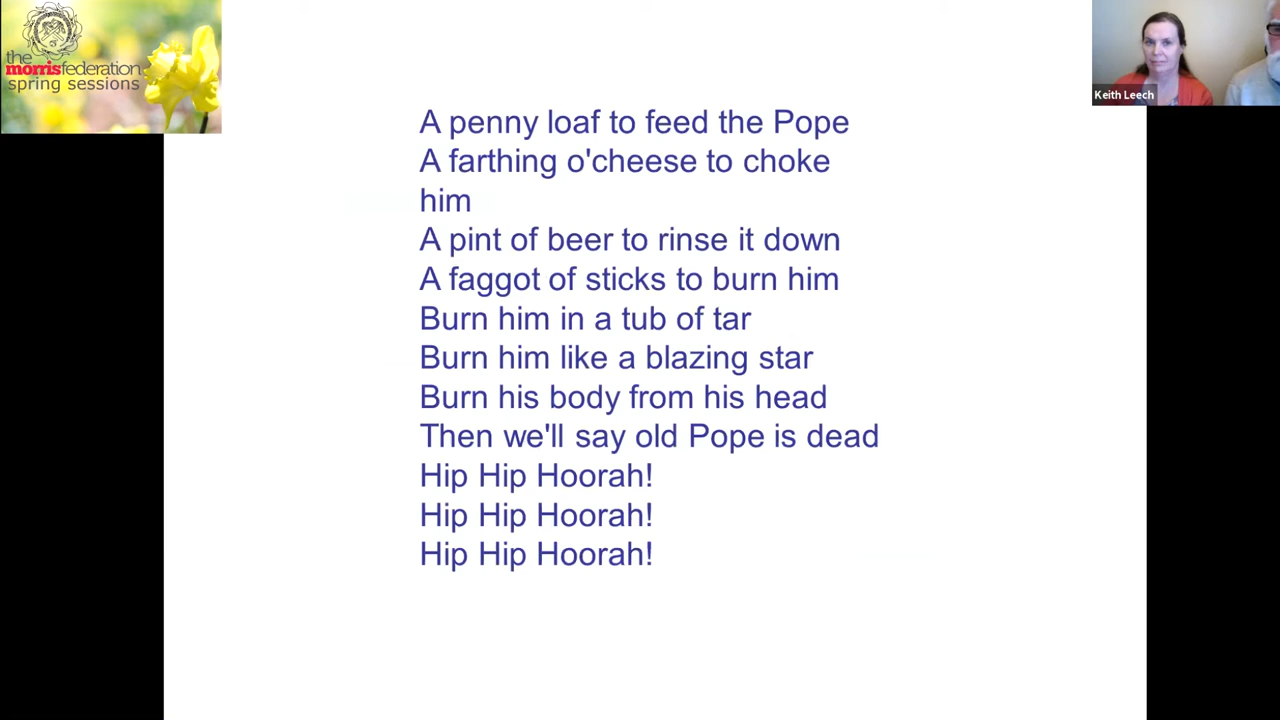 the
morrisfederation
spring sessions
Keith Leech
A penny loaf to feed the Pope
A farthing o'cheese to choke
him
A pint of beer to rinse it down
A faggot of sticks to burn him
Burn him in a tub of tar
Burn him like a blazing star
Burn his body from his head
Then we'll say old Pope is dead
Hip Hip Hoorah!
Hip Hip Hoorah!
Hip Hip Hoorah!